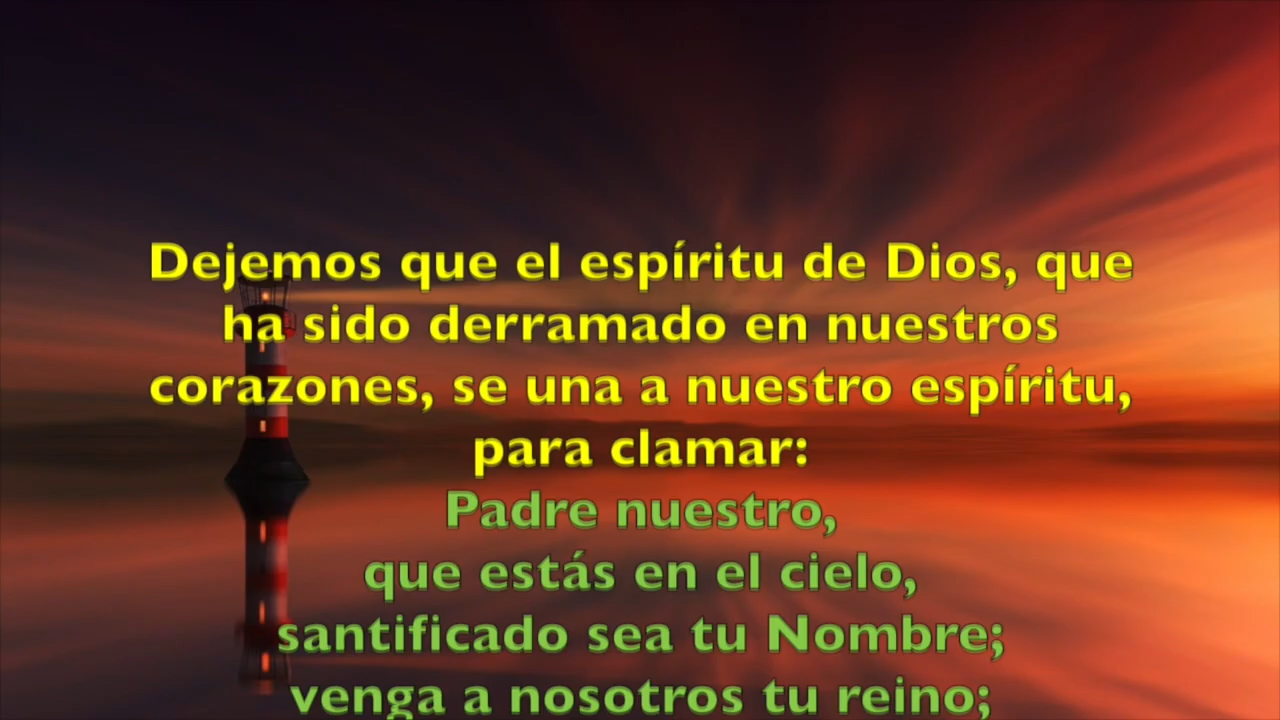 Dejemos que el espíritu de Dios, que
ha sido derramado en nuestros
corazones, se una a nuestro espíritu,
para clamar:
Padre nuestro,
que estás en el cielo,
santificado sea tu Nombre;
venga a nosotros tu reino;